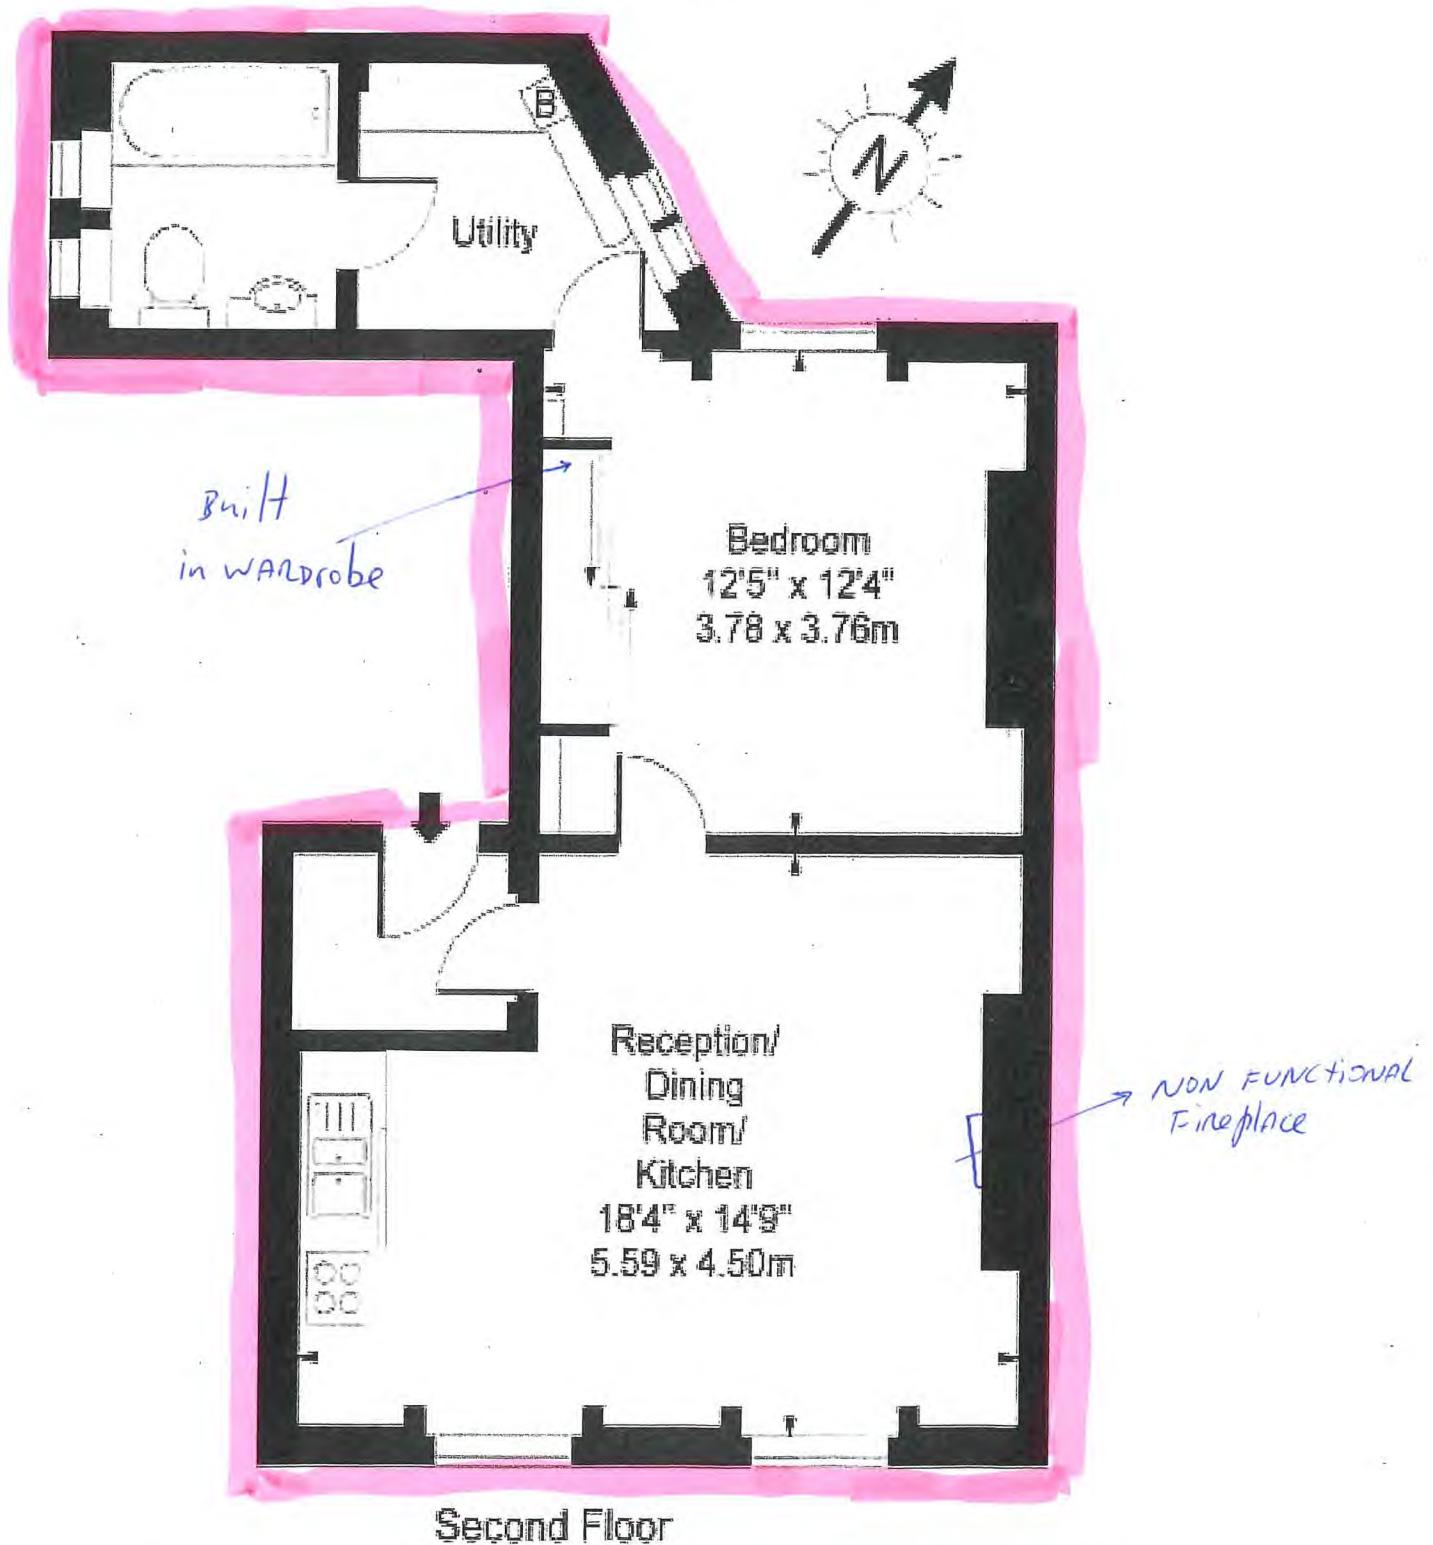 B
N
Utility
Built
in WARDrobe
Bedroom
12'5" x 12'4"
3.78 x 3.76m
Reception/
Dining
Room/
Kitchen
18'4" x 14'9"
5.59 x 4.50m
NON FUNCtiONAL
Fireplace
Second Floor